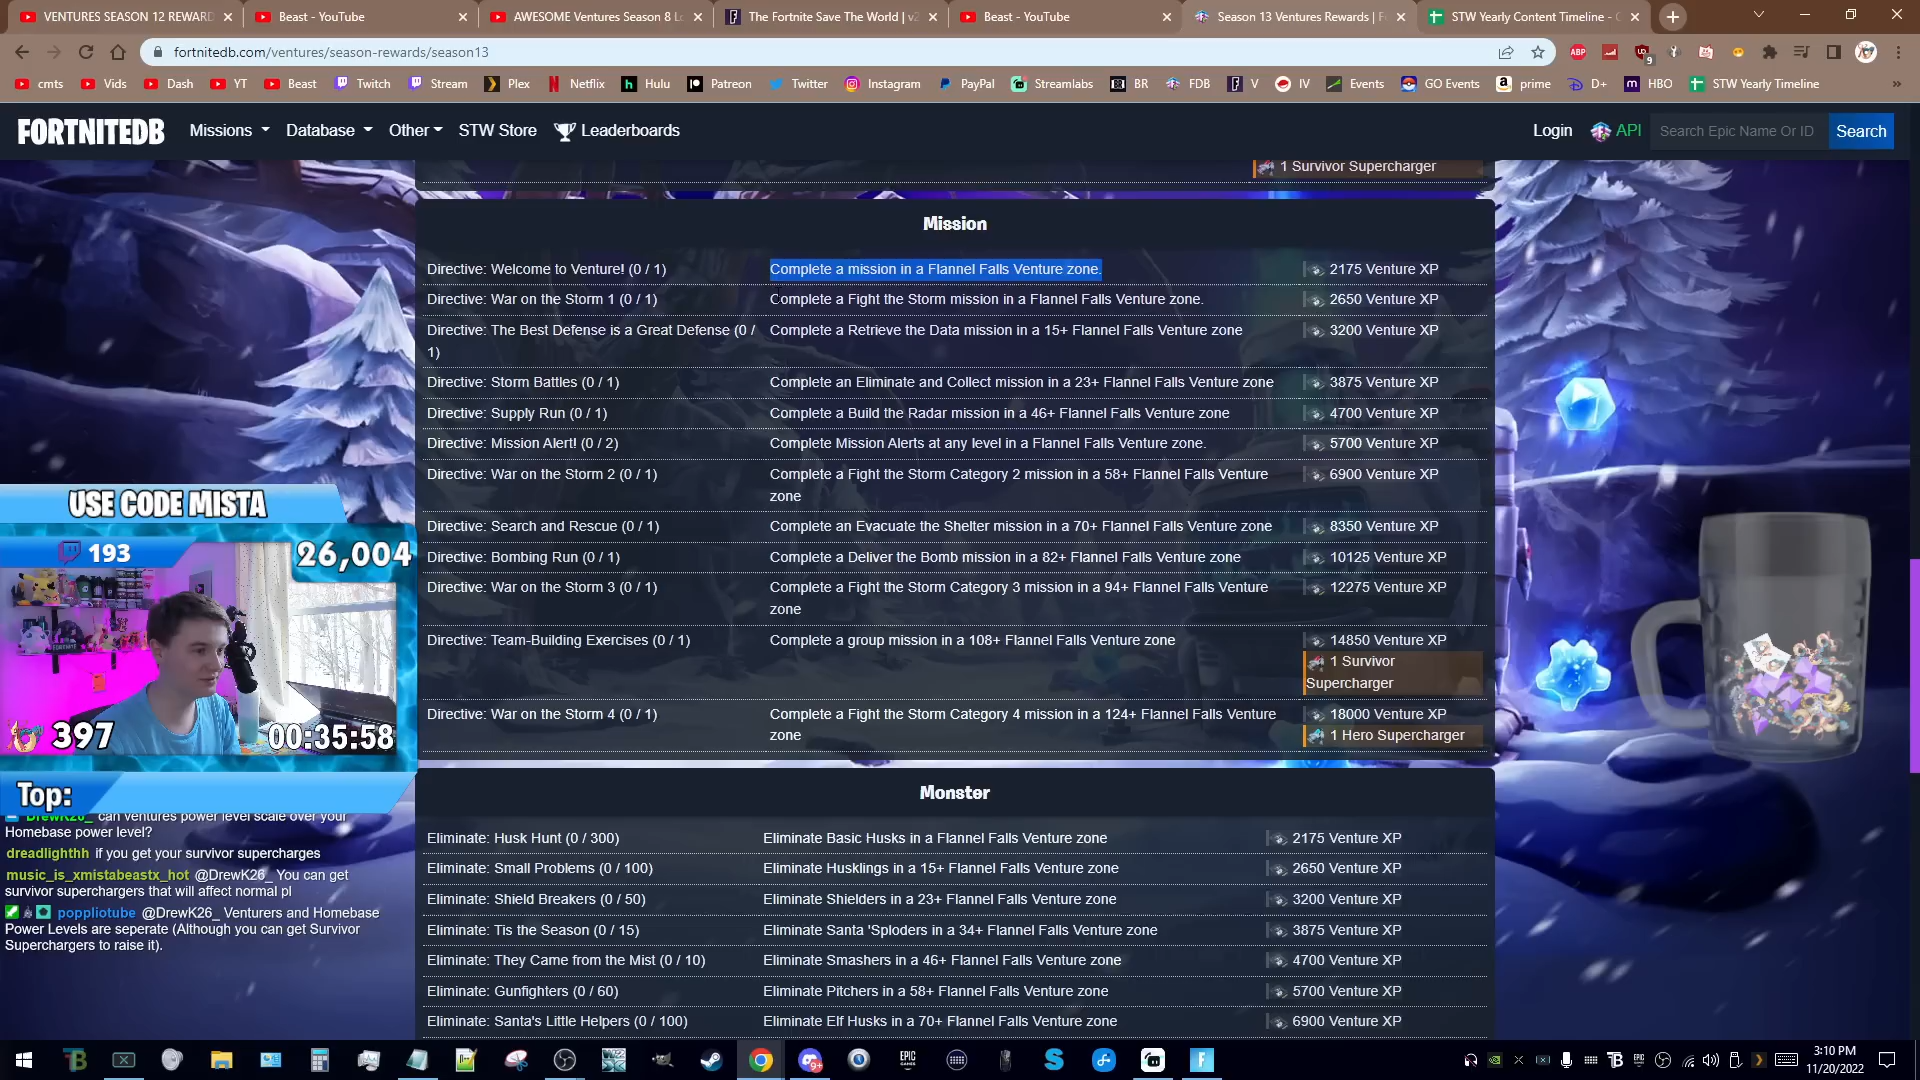 VENTURES SEASON 12 REWARD
Beast - YouTube
AWESOME Ventures Season 8 Lo
The Fortnite Save The World | v2
Beast - YouTube
Season 13 Ventures Rewards | F
STW Yearly Content Timeline - G
fortnitedb.com/ventures/season-rewards/season13
cmts Vids Dash YT Beast Twitch Stream Plex Netflix Hulu Patreon Twitter Instagram PayPal Streamlabs BR FDB V IV Events GO Events prime D+ HBO STW Yearly Timeline »
FORTNITEDB Missions Database Other STW Store Leaderboards Login API Search Epic Name Or ID Search
1 Survivor Supercharger
Mission
Directive: Welcome to Venture! (0 / 1) Complete a mission in a Flannel Falls Venture zone. 2175 Venture XP
Directive: War on the Storm 1 (0 / 1) Complete a Fight the Storm mission in a Flannel Falls Venture zone. 2650 Venture XP
Directive: The Best Defense is a Great Defense (0 / Complete a Retrieve the Data mission in a 15+ Flannel Falls Venture zone 3200 Venture XP
1)
Directive: Storm Battles (0 / 1) Complete an Eliminate and Collect mission in a 23+ Flannel Falls Venture zone 3875 Venture XP
Directive: Supply Run (0 / 1) Complete a Build the Radar mission in a 46+ Flannel Falls Venture zone 4700 Venture XP
Directive: Mission Alert! (0 / 2) Complete Mission Alerts at any level in a Flannel Falls Venture zone. 5700 Venture XP
Directive: War on the Storm 2 (0 / 1) Complete a Fight the Storm Category 2 mission in a 58+ Flannel Falls Venture 6900 Venture XP
zone
Directive: Search and Rescue (0 / 1) Complete an Evacuate the Shelter mission in a 70+ Flannel Falls Venture zone 8350 Venture XP
Directive: Bombing Run (0 / 1) Complete a Deliver the Bomb mission in a 82+ Flannel Falls Venture zone 10125 Venture XP
Directive: War on the Storm 3 (0 / 1) Complete a Fight the Storm Category 3 mission in a 94+ Flannel Falls Venture 12275 Venture XP
zone
Directive: Team-Building Exercises (0 / 1) Complete a group mission in a 108+ Flannel Falls Venture zone 14850 Venture XP
1 Survivor
Supercharger
Directive: War on the Storm 4 (0 / 1) Complete a Fight the Storm Category 4 mission in a 124+ Flannel Falls Venture 18000 Venture XP
zone 1 Hero Supercharger
Monster
Eliminate: Husk Hunt (0 / 300) Eliminate Basic Husks in a Flannel Falls Venture zone 2175 Venture XP
Eliminate: Small Problems (0 / 100) Eliminate Husklings in a 15+ Flannel Falls Venture zone 2650 Venture XP
Eliminate: Shield Breakers (0 / 50) Eliminate Shielders in a 23+ Flannel Falls Venture zone 3200 Venture XP
Eliminate: Tis the Season (0 / 15) Eliminate Santa 'Sploders in a 34+ Flannel Falls Venture zone 3875 Venture XP
Eliminate: They Came from the Mist (0 / 10) Eliminate Smashers in a 46+ Flannel Falls Venture zone 4700 Venture XP
Eliminate: Gunfighters (0 / 60) Eliminate Pitchers in a 58+ Flannel Falls Venture zone 5700 Venture XP
Eliminate: Santa's Little Helpers (0 / 100) Eliminate Elf Husks in a 70+ Flannel Falls Venture zone 6900 Venture XP
USE CODE MISTA
193
26,004
397
00:35:58
Top:
DrewK26_ can ventures power level scale over your
Homebase power level?
dreadlighthh if you get your survivor supercharges
music_is_xmistabeastx_hot @DrewK26_ You can get
survivor superchargers that will affect normal pl
poppliotube @DrewK26_ Venturers and Homebase
Power Levels are seperate (Although you can get Survivor
Superchargers to raise it).
3:10 PM
11/20/2022